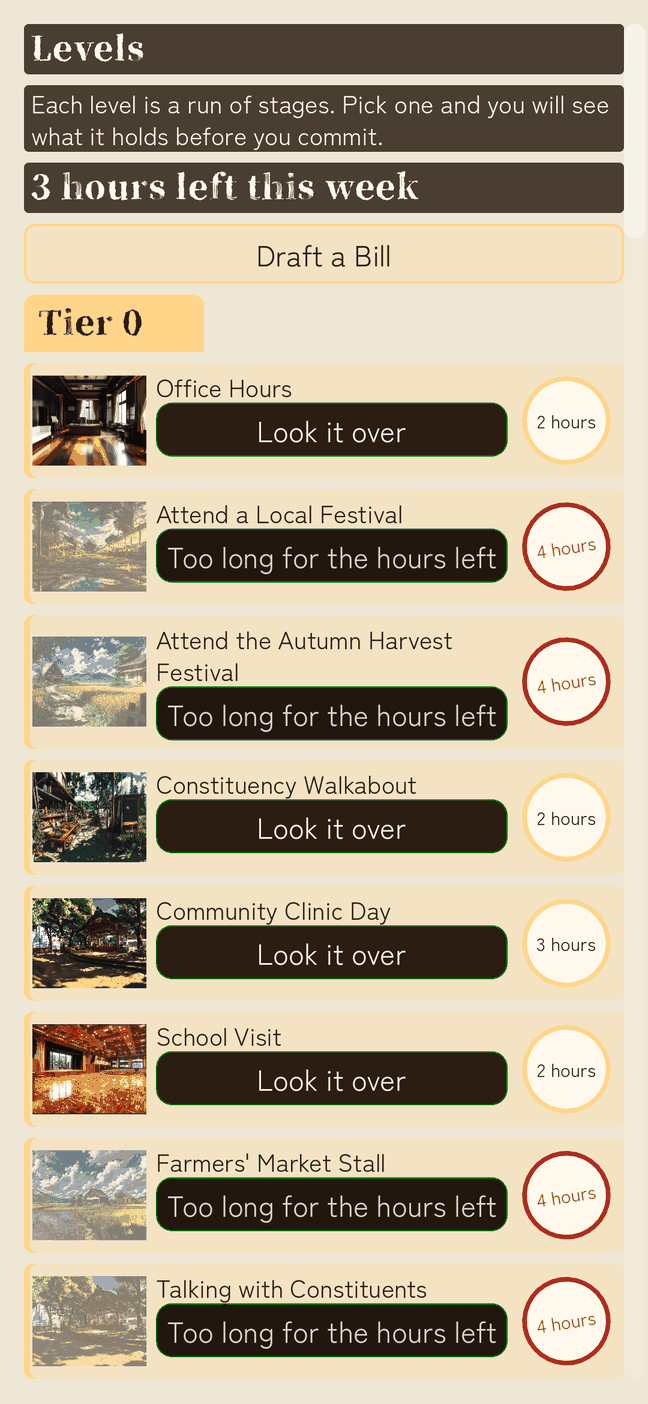 Levels
Each level is a run of stages. Pick one and you will see
what it holds before you commit.
3 hours left this week
Draft a Bill
Tier 0
Office Hours
Look it over
2 hours
Attend a Local Festival
Too long for the hours left
4 hours
Attend the Autumn Harvest
Festival
Too long for the hours left
4 hours
Constituency Walkabout
Look it over
2 hours
Community Clinic Day
Look it over
3 hours
School Visit
Look it over
2 hours
Farmers' Market Stall
Too long for the hours left
4 hours
Talking with Constituents
Too long for the hours left
4 hours